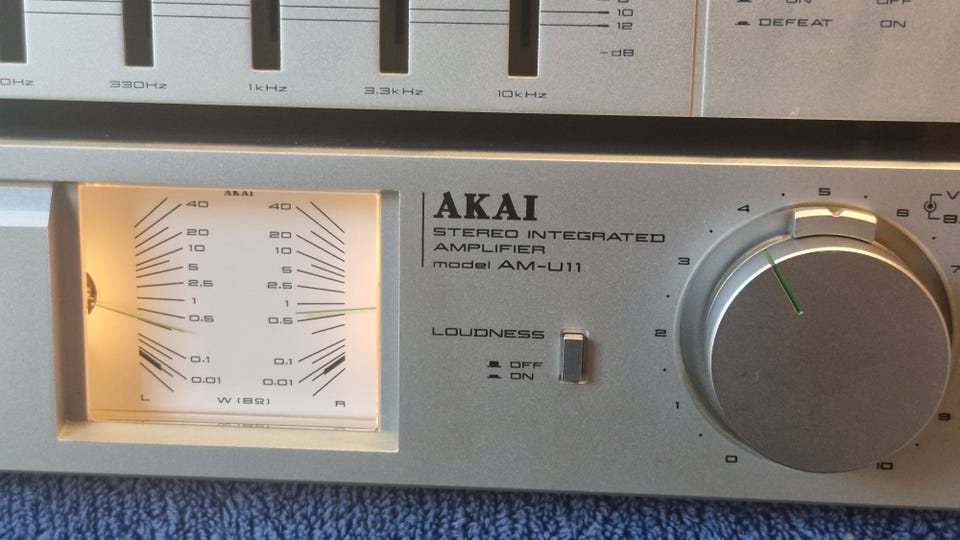 10
12
-dB
ON OFF
DEFEAT ON
330Hz 1kHz 3.3kHz 10kHz
AKAI
40 40
20 20
10 10
5 5
2.5 2.5
1 1
0.5 0.5
0.1 0.1
0.01 0.01
L W (8Ω) R
AKAI
STEREO INTEGRATED
AMPLIFIER
model AM-U11
LOUDNESS
OFF
ON
0 1 2 3 4 5 6 7 9 10